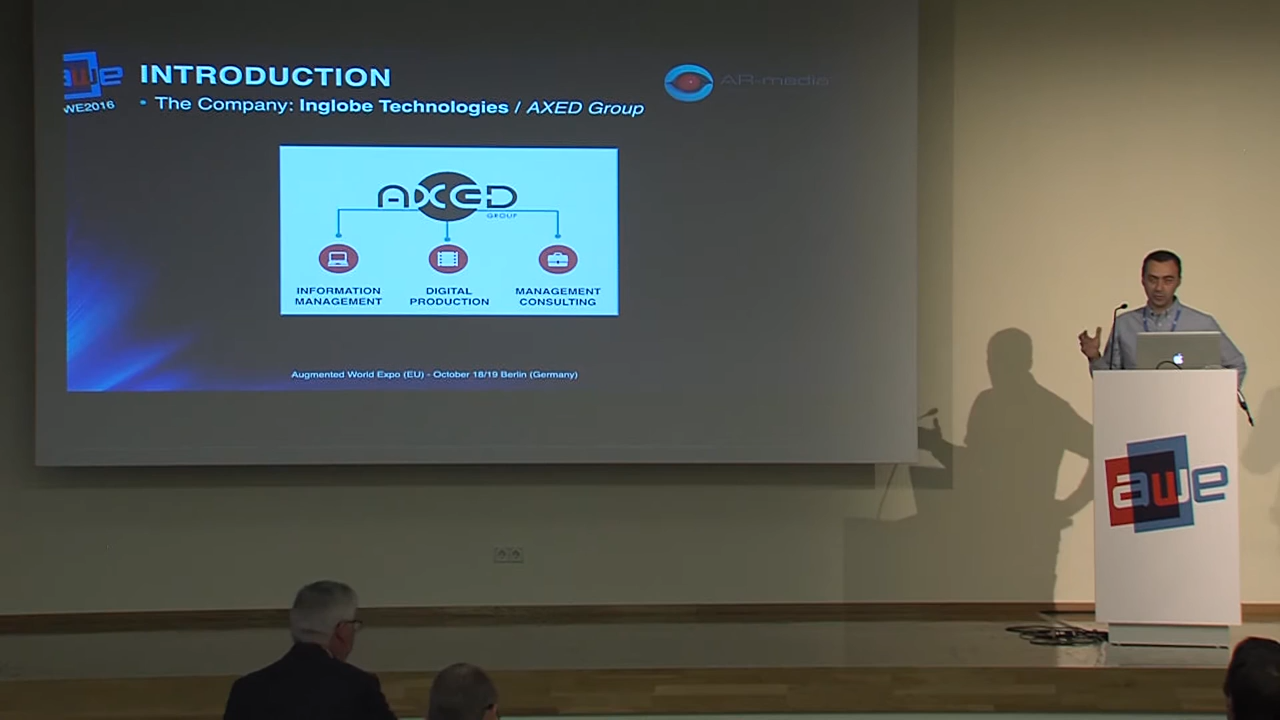 awe
INTRODUCTION
AR-media
WE2016
• The Company: Inglobe Technologies / AXED Group
AXED
GROUP
INFORMATION
MANAGEMENT
DIGITAL
PRODUCTION
MANAGEMENT
CONSULTING
Augmented World Expo (EU) - October 18/19 Berlin (Germany)
awe